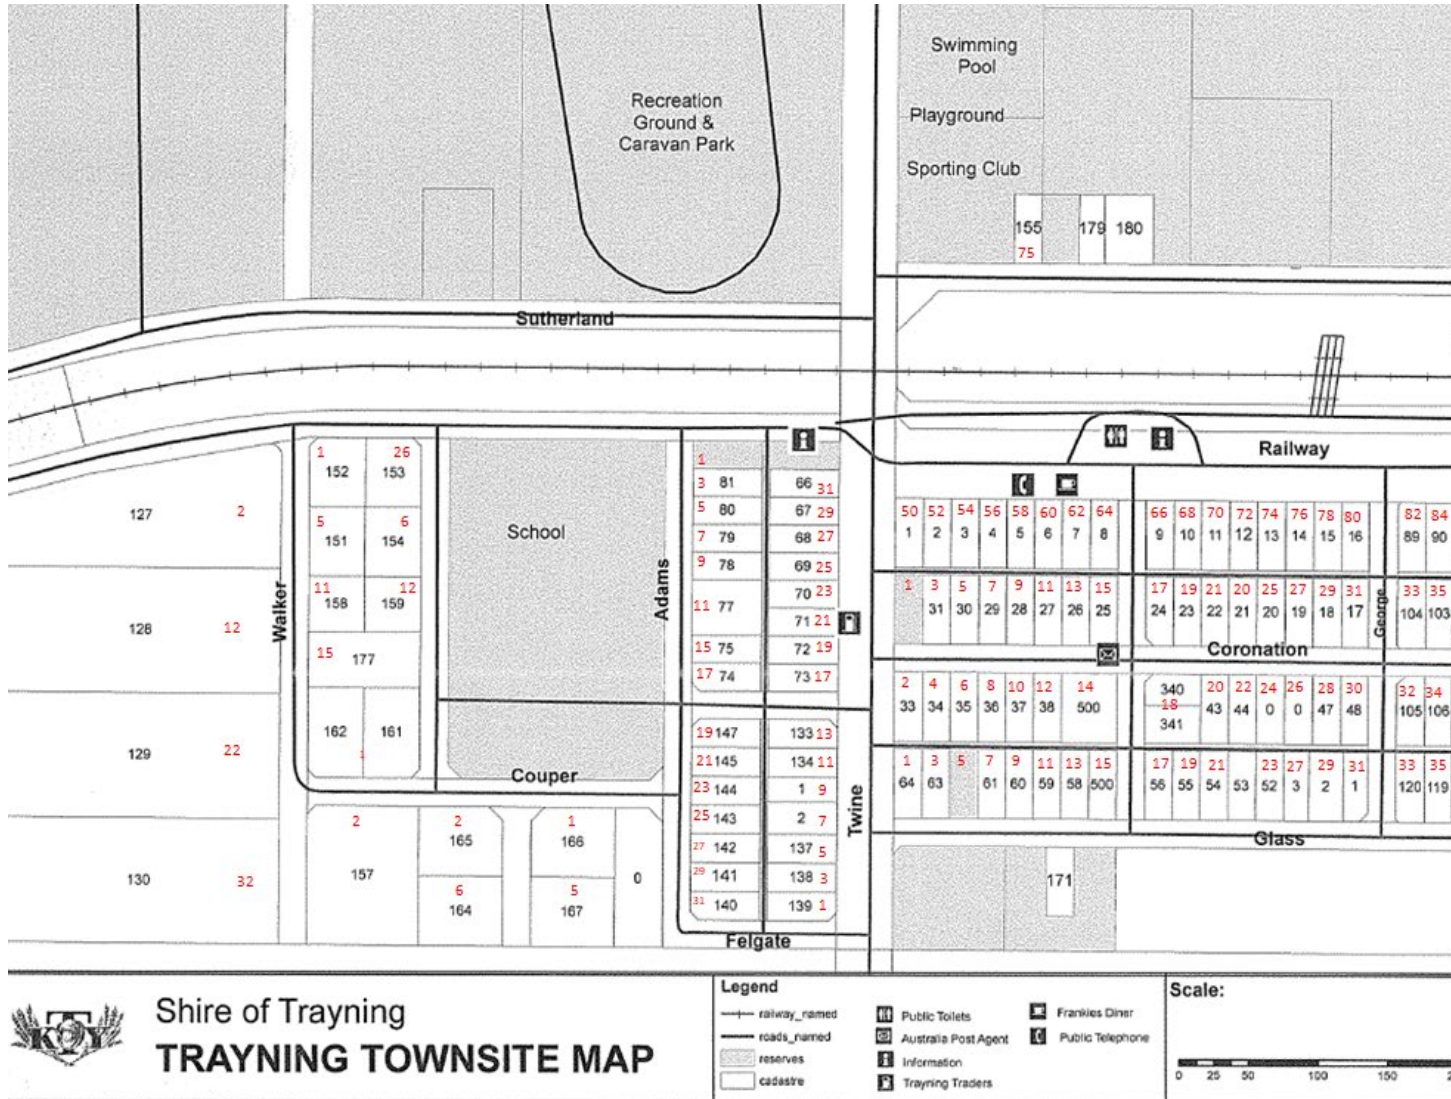 Swimming
Pool
Recreation
Ground &
Caravan Park
Playground
Sporting Club
155 179 180
75
Sutherland
Railway
1 26
152 153
127 2
5 6
151 154
11 12
158 159
128 12
15 177
162 161
1
129 22
130 32
Walker
School
Adams
Couper
2
157
2
165
6
164
1
166
5
167
0
1
3 81 66 31
5 80 67 29
7 79 68 27
9 78 69 25
70 23
11 77
71 21
15 75 72 19
17 74 73 17
19 147 133 13
21 145 134 11
23 144 1 9
25 143 2 7
27 142 137 5
29 141 138 3
31 140 139 1
Felgate
Twine
50 52 54 56 58 60 62 64 66 68 70 72 74 76 78 80 82 84
1 2 3 4 5 6 7 8 9 10 11 12 13 14 15 16 89 90
1 3 5 7 9 11 13 15 17 19 21 20 25 27 29 31 33 35
31 30 29 28 27 26 25 24 23 22 21 20 19 18 17 104 103
George
Coronation
2 4 6 8 10 12 14 340 20 22 24 26 28 30 32 34
33 34 35 36 37 38 500 18 43 44 0 0 47 48 105 106
341
1 3 5 7 9 11 13 15 17 19 21 23 27 29 31 33 35
64 63 61 60 59 58 500 56 55 54 53 52 3 2 1 120 119
Glass
171
Shire of Trayning
TRAYNING TOWNSITE MAP
KTY
Legend
railway_named
roads_named
reserves
cadastre
Public Toilets
Australia Post Agent
Information
Trayning Traders
Frankies Diner
Public Telephone
Scale:
0 25 50 100 150